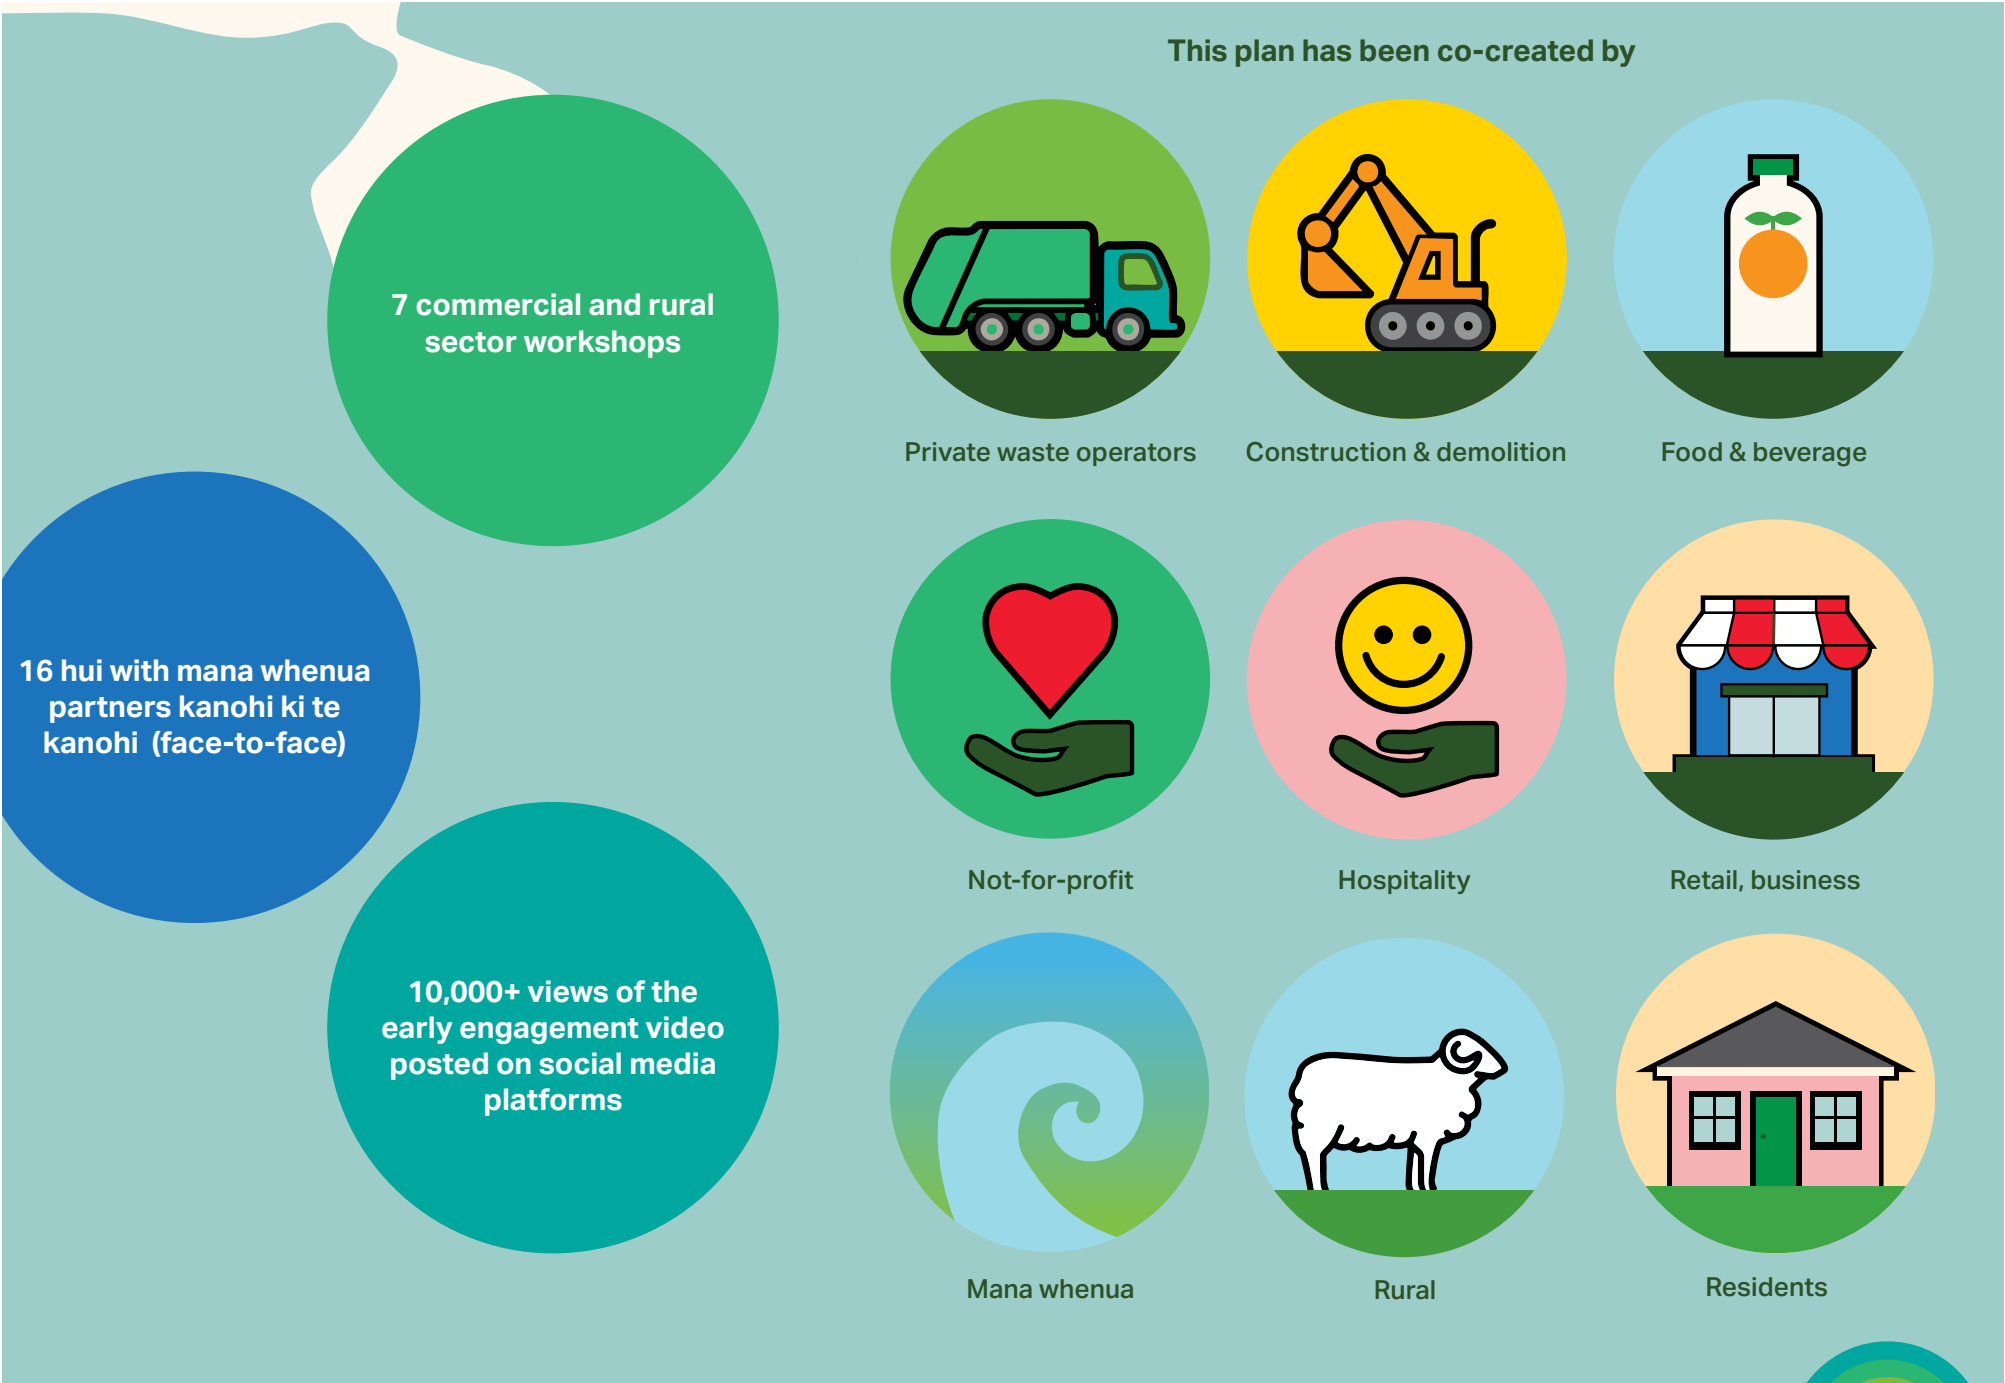 This plan has been co-created by
7 commercial and rural
sector workshops
16 hui with mana whenua
partners kanohi ki te
kanohi (face-to-face)
10,000+ views of the
early engagement video
posted on social media
platforms
Private waste operators
Construction & demolition
Food & beverage
Not-for-profit
Hospitality
Retail, business
Mana whenua
Rural
Residents